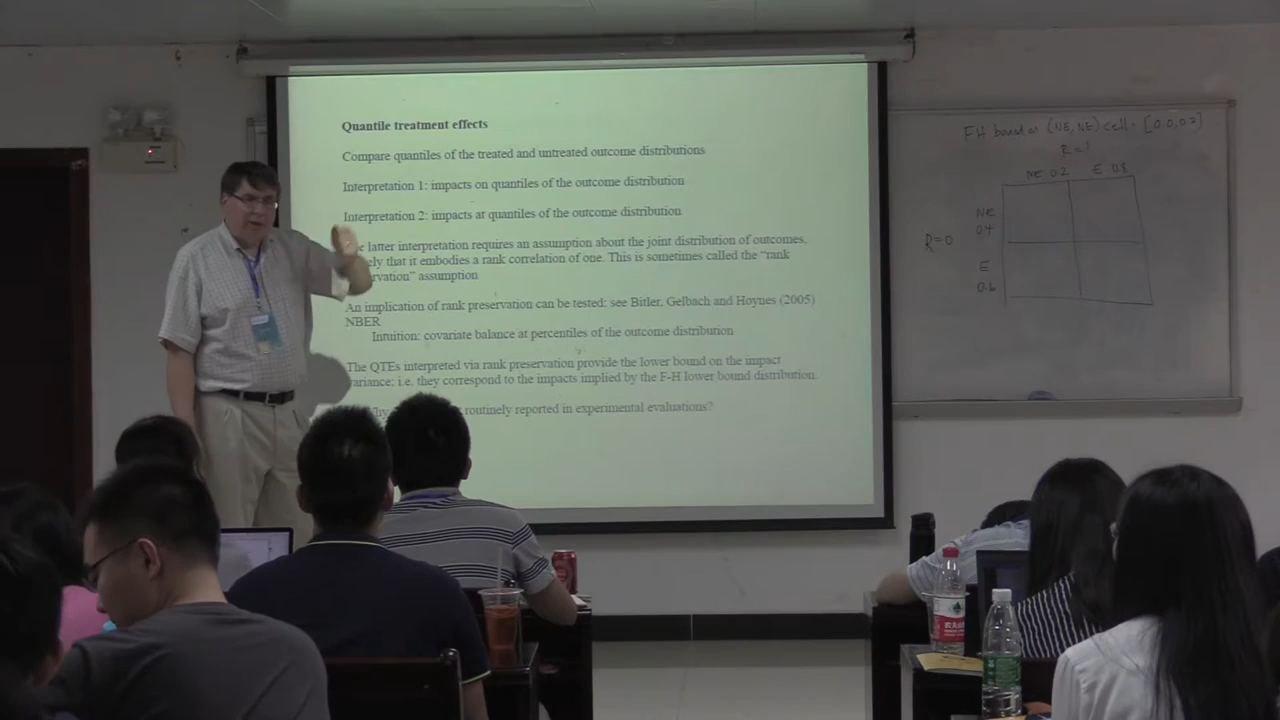 Quantile treatment effects
Compare quantiles of the treated and untreated outcome distributions
Interpretation 1: impacts on quantiles of the outcome distribution
Interpretation 2: impacts at quantiles of the outcome distribution
latter interpretation requires an assumption about the joint distribution of outcomes,
that it embodies a rank correlation of one. This is sometimes called the "rank
assumption
An implication of rank preservation can be tested: see Bitler, Gelbach and Hoynes (2005)
NBER
Intuition: covariate balance at percentiles of the outcome distribution
The QTEs interpreted via rank preservation provide the lower bound on the impact
variance; i.e. they correspond to the impacts implied by the F-H lower bound distribution.
routinely reported in experimental evaluations?
FH bound on (NE, NE) cell - [0.0, 0.2]
R=1
NE 0.2 E 0.8
NE
0.4
R=0
E
0.6